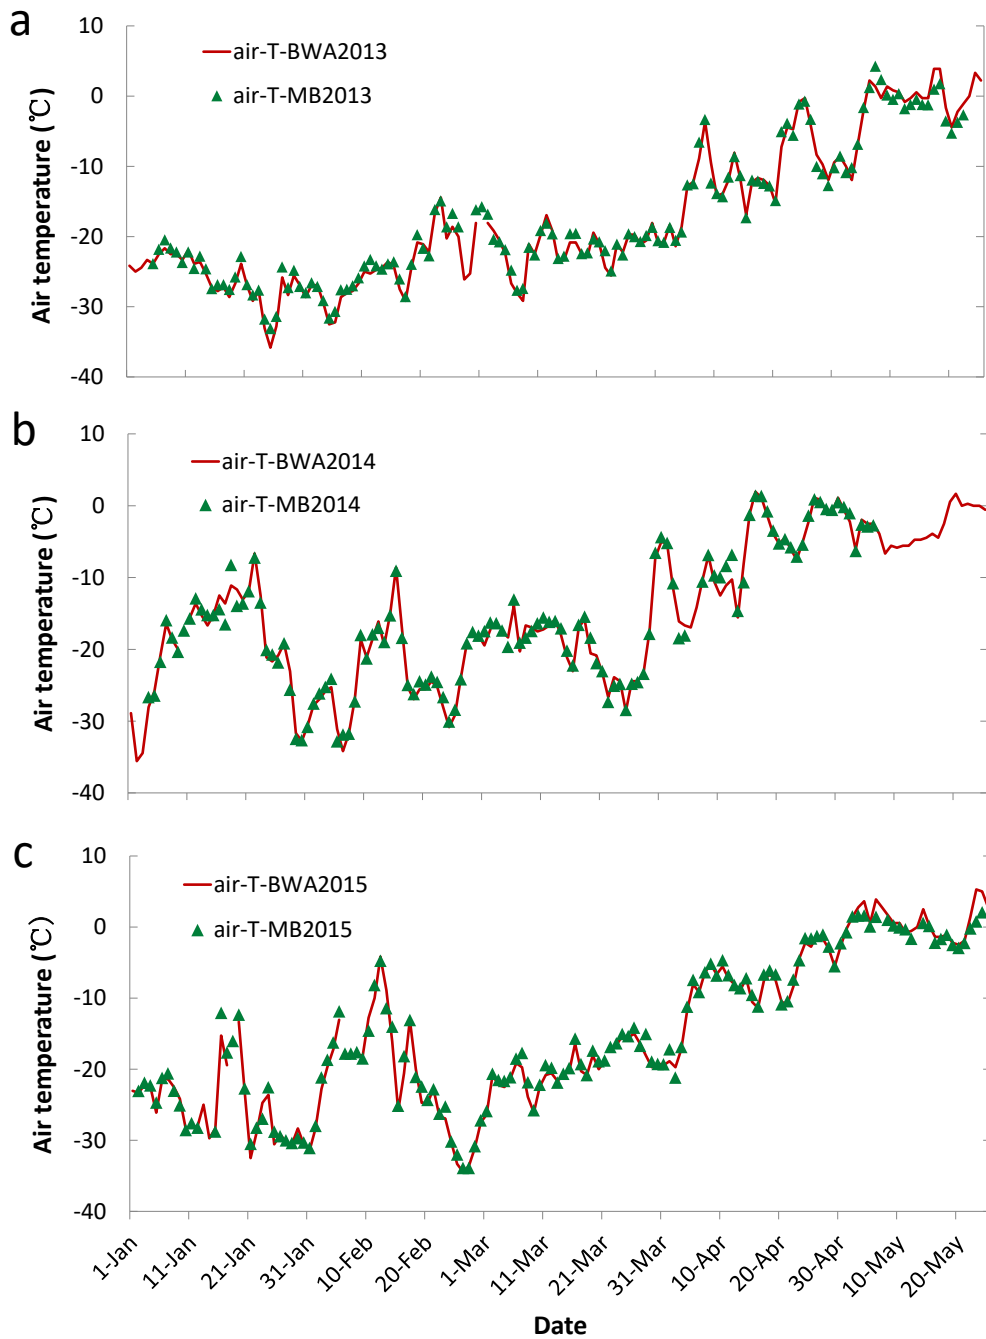 a
10
0
-10
-20
-30
-40
Air temperature (℃)
air-T-BWA2013
air-T-MB2013
b
10
0
-10
-20
-30
-40
Air temperature (℃)
air-T-BWA2014
air-T-MB2014
c
10
0
-10
-20
-30
-40
Air temperature (℃)
air-T-BWA2015
air-T-MB2015
1-Jan
11-Jan
21-Jan
31-Jan
10-Feb
20-Feb
1-Mar
11-Mar
21-Mar
31-Mar
10-Apr
20-Apr
30-Apr
10-May
20-May
Date